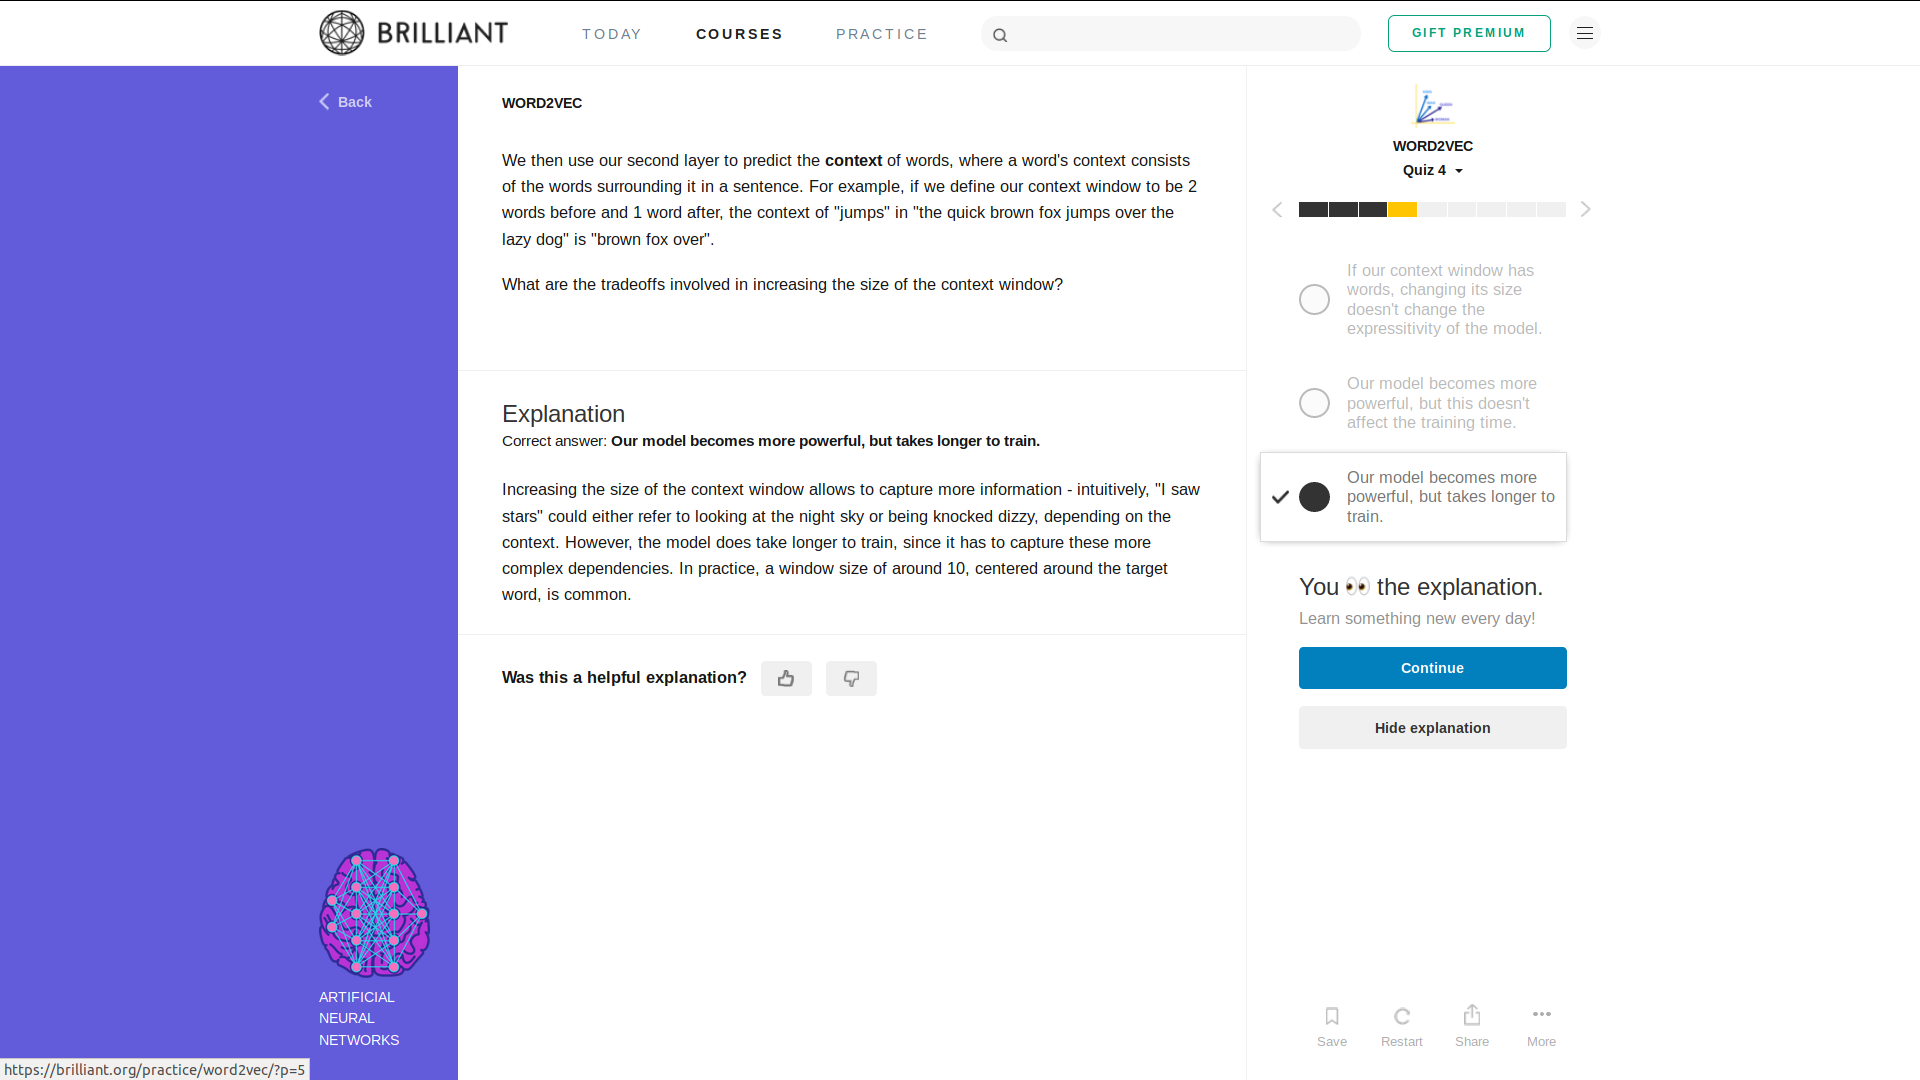 BRILLIANT
TODAY
COURSES
PRACTICE
GIFT PREMIUM
Back
WORD2VEC
We then use our second layer to predict the context of words, where a word's context consists
of the words surrounding it in a sentence. For example, if we define our context window to be 2
words before and 1 word after, the context of "jumps" in "the quick brown fox jumps over the
lazy dog" is "brown fox over".
What are the tradeoffs involved in increasing the size of the context window?
Explanation
Correct answer: Our model becomes more powerful, but takes longer to train.
Increasing the size of the context window allows to capture more information - intuitively, "I saw
stars" could either refer to looking at the night sky or being knocked dizzy, depending on the
context. However, the model does take longer to train, since it has to capture these more
complex dependencies. In practice, a window size of around 10, centered around the target
word, is common.
Was this a helpful explanation?
WORD2VEC
Quiz 4
If our context window has
words, changing its size
doesn't change the
expressitivity of the model.
Our model becomes more
powerful, but this doesn't
affect the training time.
Our model becomes more
powerful, but takes longer to
train.
You 👀 the explanation.
Learn something new every day!
Continue
Hide explanation
Save
Restart
Share
More
ARTIFICIAL
NEURAL
NETWORKS
https://brilliant.org/practice/word2vec/?p=5